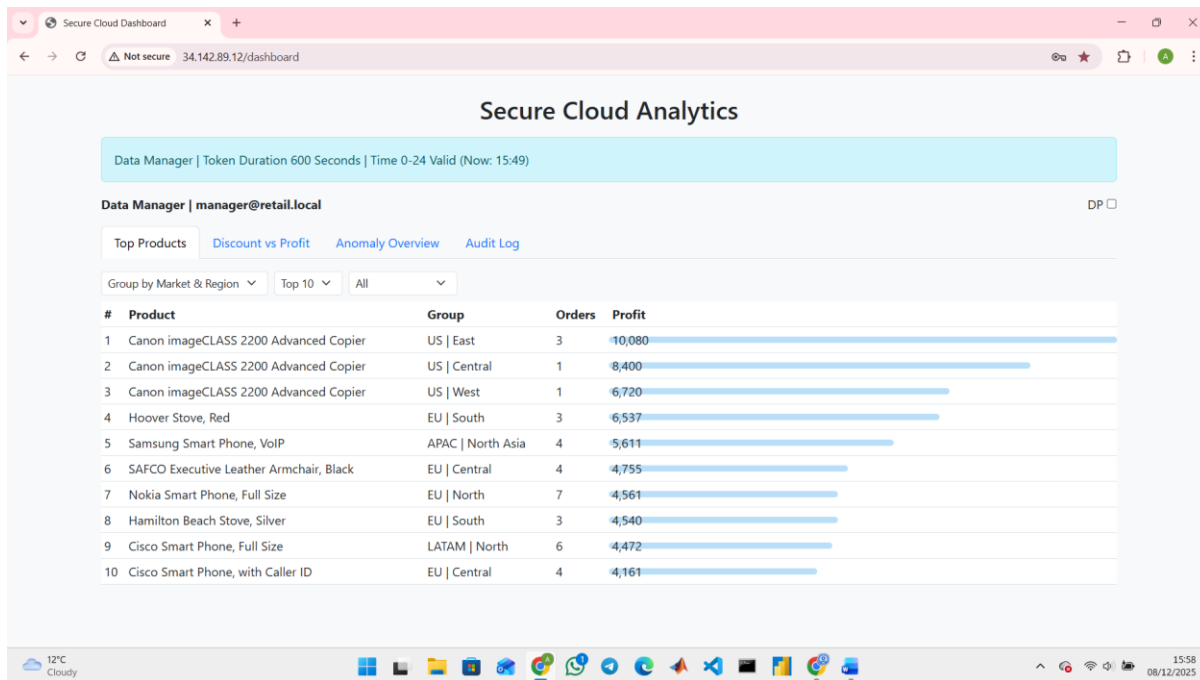 Secure Cloud Dashboard
Not secure 34.142.89.12/dashboard
A
Secure Cloud Analytics
Data Manager | Token Duration 600 Seconds | Time 0-24 Valid (Now: 15:49)
Data Manager | manager@retail.local DP
Top Products Discount vs Profit Anomaly Overview Audit Log
Group by Market & Region Top 10 All
# Product Group Orders Profit
1 Canon imageCLASS 2200 Advanced Copier US | East 3 10,080
2 Canon imageCLASS 2200 Advanced Copier US | Central 1 8,400
3 Canon imageCLASS 2200 Advanced Copier US | West 1 6,720
4 Hoover Stove, Red EU | South 3 6,537
5 Samsung Smart Phone, VoIP APAC | North Asia 4 5,611
6 SAFCO Executive Leather Armchair, Black EU | Central 4 4,755
7 Nokia Smart Phone, Full Size EU | North 7 4,561
8 Hamilton Beach Stove, Silver EU | South 3 4,540
9 Cisco Smart Phone, Full Size LATAM | North 6 4,472
10 Cisco Smart Phone, with Caller ID EU | Central 4 4,161
12°C
Cloudy
15:58
08/12/2025